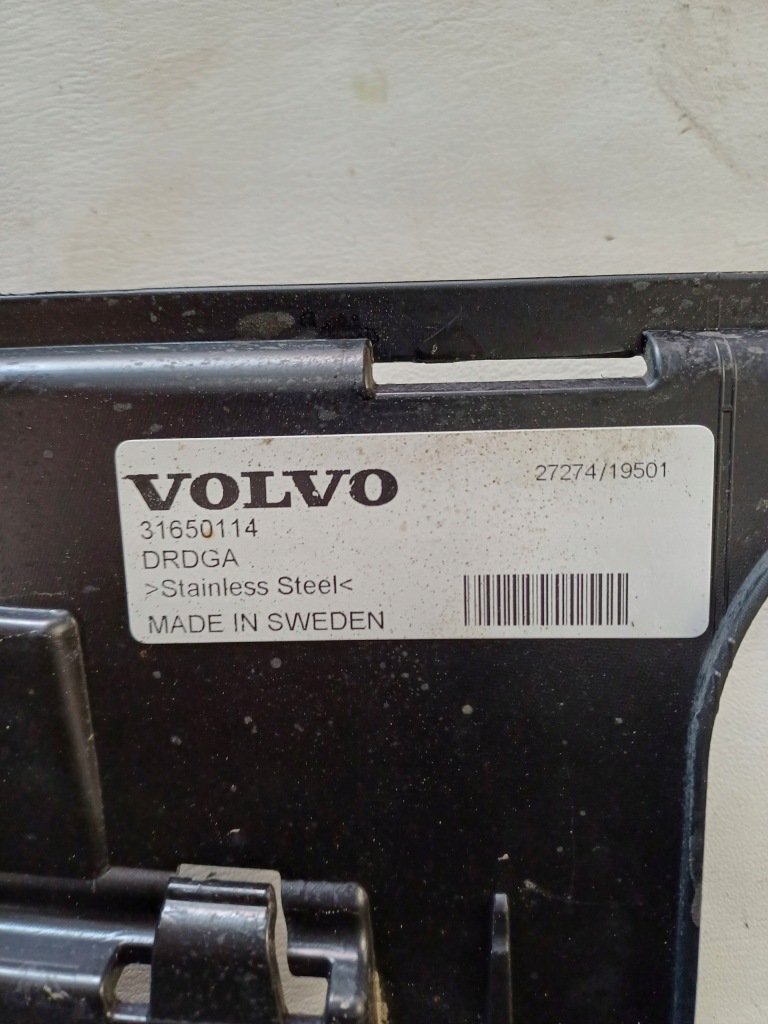 VOLVO
27274/19501
31650114
DRDGA
>Stainless Steel<
MADE IN SWEDEN